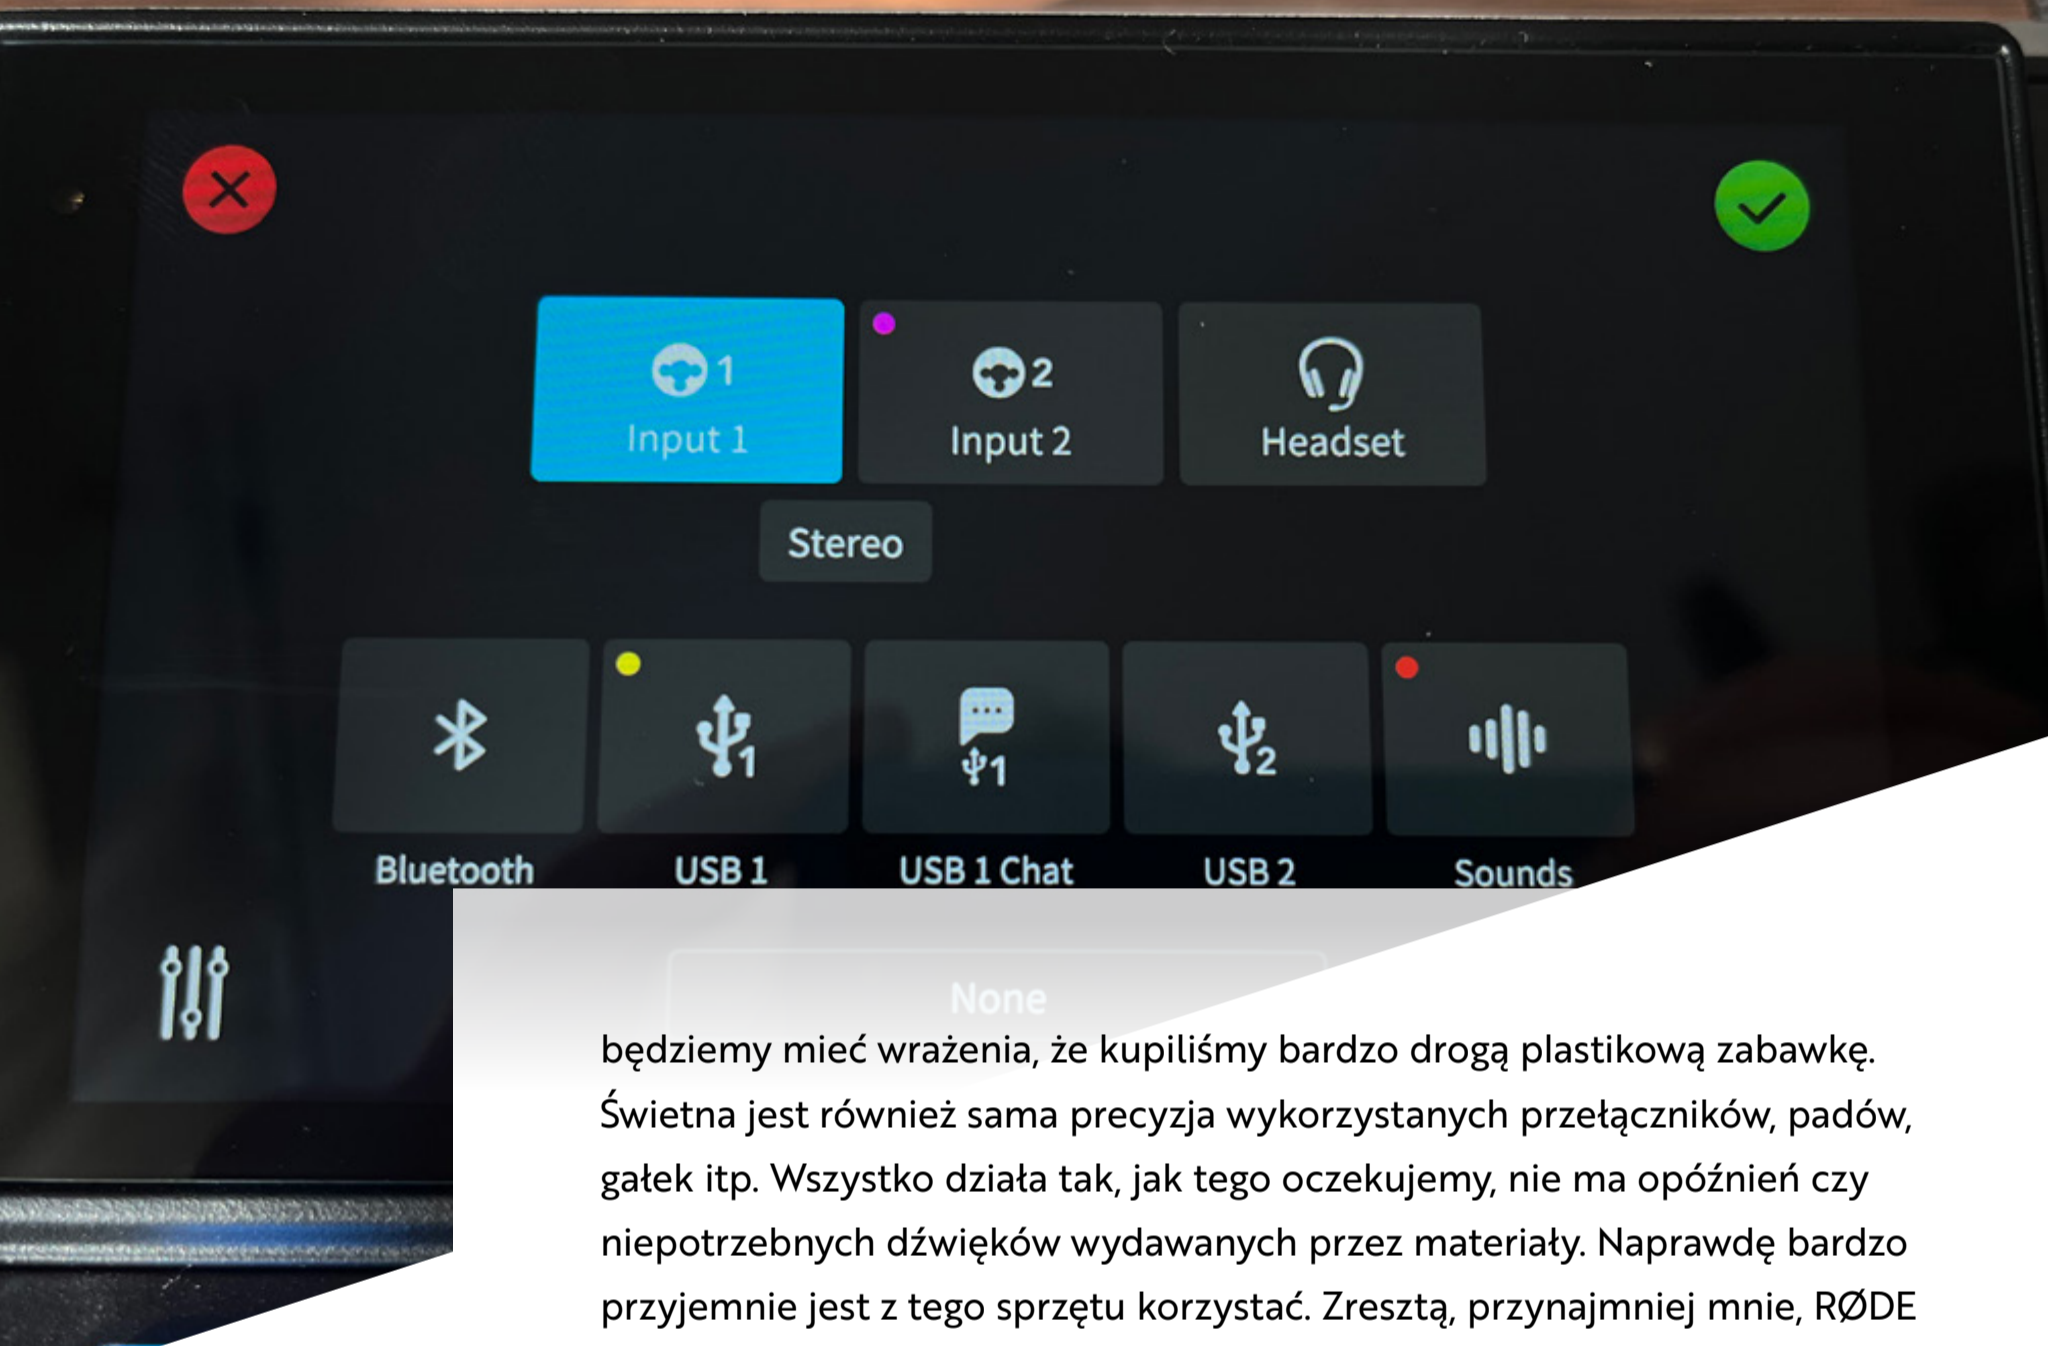 1
2
Input 1
Input 2
Headset
Stereo
1
1
2
Bluetooth
USB 1
USB 1 Chat
USB 2
Sounds
None
będziemy mieć wrażenia, że kupiliśmy bardzo drogą plastikową zabawkę.
Świetna jest również sama precyzja wykorzystanych przełączników, padów,
gałek itp. Wszystko działa tak, jak tego oczekujemy, nie ma opóźnień czy
niepotrzebnych dźwięków wydawanych przez materiały. Naprawdę bardzo
przyjemnie jest z tego sprzętu korzystać. Zresztą, przynajmniej mnie, RØDE